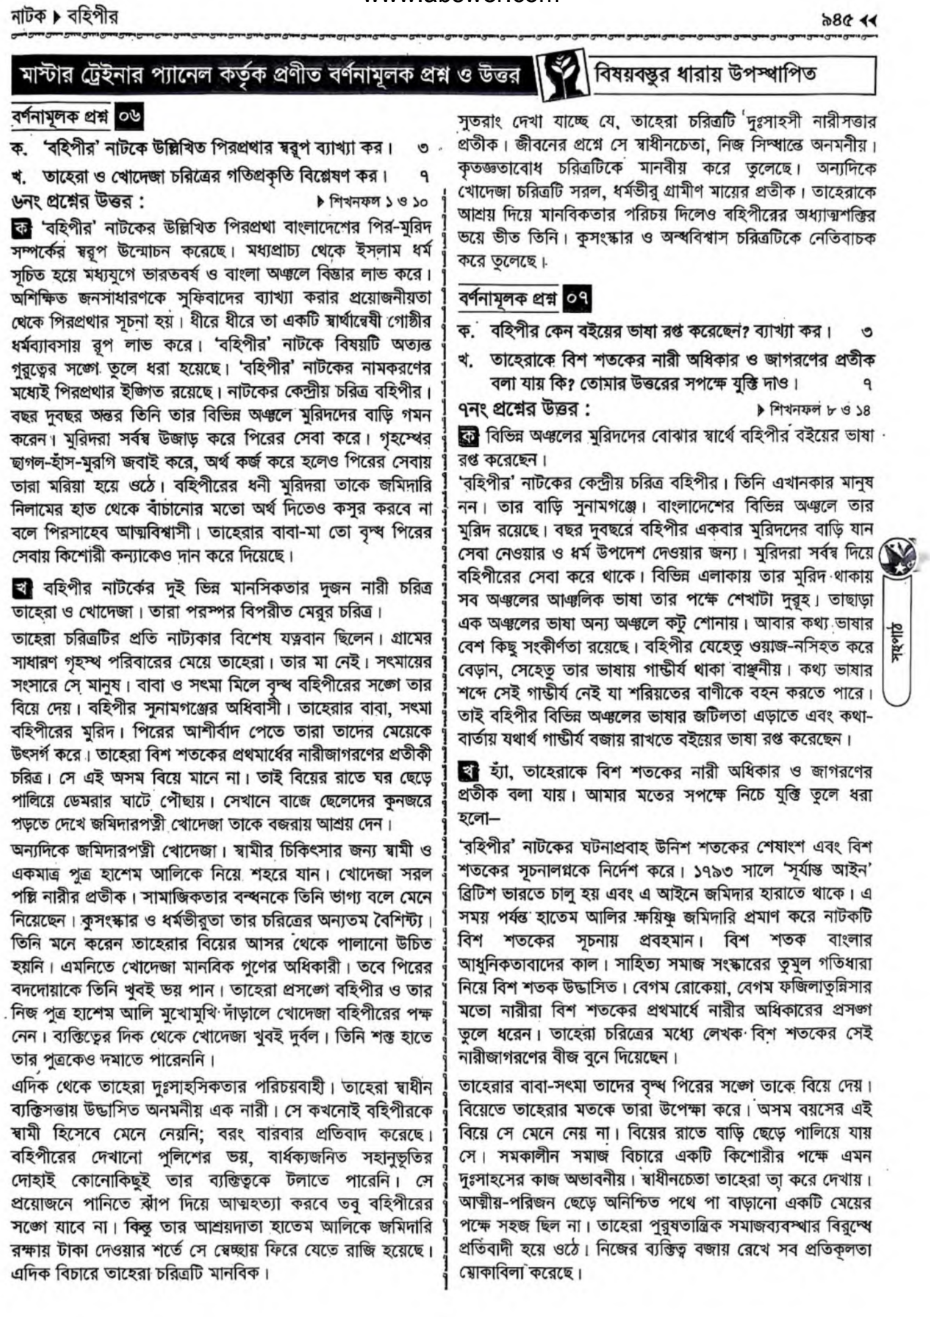 নাটক ▶ বহিপীর
৯৪৫ ◀◀
মাস্টার ট্রেইনার প্যানেল কর্তৃক প্রণীত বর্ণনামূলক প্রশ্ন ও উত্তর
বিষয়বস্তুর ধারায় উপস্থাপিত
বর্ণনামূলক প্রশ্ন ০৬
ক. 'বহিপীর' নাটকে উল্লিখিত পিরপ্রথার স্বরূপ ব্যাখ্যা কর। ৩
খ. তাহেরা ও খোদেজা চরিত্রের গতিপ্রকৃতি বিশ্লেষণ কর। ৭
৬নং প্রশ্নের উত্তর : ▶ শিখনফল ১ ও ১০
ক 'বহিপীর' নাটকের উল্লিখিত পিরপ্রথা বাংলাদেশের পির-মুরিদ
সম্পর্কের স্বরূপ উন্মোচন করেছে। মধ্যপ্রাচ্য থেকে ইসলাম ধর্ম
সূচিত হয়ে মধ্যযুগে ভারতবর্ষ ও বাংলা অঞ্চলে বিস্তার লাভ করে।
অশিক্ষিত জনসাধারণকে সুফিবাদের ব্যাখ্যা করার প্রয়োজনীয়তা
থেকে পিরপ্রথার সূচনা হয়। ধীরে ধীরে তা একটি স্বার্থান্বেষী গোষ্ঠীর
ধর্মব্যাবসায় রূপ লাভ করে। 'বহিপীর' নাটকে বিষয়টি অত্যন্ত
গুরুত্বের সঙ্গে তুলে ধরা হয়েছে। 'বহিপীর' নাটকের নামকরণের
মধ্যেই পিরপ্রথার ইঙ্গিত রয়েছে। নাটকের কেন্দ্রীয় চরিত্র বহিপীর।
বছর দুবছর অন্তর তিনি তার বিভিন্ন অঞ্চলে মুরিদদের বাড়ি গমন
করেন। মুরিদরা সর্বস্ব উজাড় করে পিরের সেবা করে। গৃহস্থের
ছাগল-হাঁস-মুরগি জবাই করে, অর্থ কর্জ করে হলেও পিরের সেবায়
তারা মরিয়া হয়ে ওঠে। বহিপীরের ধনী মুরিদরা তাকে জমিদারি
নিলামের হাত থেকে বাঁচানোর মতো অর্থ দিতেও কসুর করবে না
বলে পিরসাহেব আত্মবিশ্বাসী। তাহেরার বাবা-মা তো বৃদ্ধ পিরের
সেবায় কিশোরী কন্যাকেও দান করে দিয়েছে।
খ বহিপীর নাটকের দুই ভিন্ন মানসিকতার দুজন নারী চরিত্র
তাহেরা ও খোদেজা। তারা পরস্পর বিপরীত মেরুর চরিত্র।
তাহেরা চরিত্রটির প্রতি নাট্যকার বিশেষ যত্নবান ছিলেন। গ্রামের
সাধারণ গৃহস্থ পরিবারের মেয়ে তাহেরা। তার মা নেই। সৎমায়ের
সংসারে সে মানুষ। বাবা ও সৎমা মিলে বৃদ্ধ বহিপীরের সঙ্গে তার
বিয়ে দেয়। বহিপীর সুনামগঞ্জের অধিবাসী। তাহেরার বাবা, সৎমা
বহিপীরের মুরিদ। পিরের আশীর্বাদ পেতে তারা তাদের মেয়েকে
উৎসর্গ করে। তাহেরা বিশ শতকের প্রথমার্ধের নারীজাগরণের প্রতীকী
চরিত্র। সে এই অসম বিয়ে মানে না। তাই বিয়ের রাতে ঘর ছেড়ে
পালিয়ে ডেমরার ঘাটে পৌঁছায়। সেখানে বাজে ছেলেদের কুনজরে
পড়তে দেখে জমিদারপত্নী খোদেজা তাকে বজরায় আশ্রয় দেন।
অন্যদিকে জমিদারপত্নী খোদেজা। স্বামীর চিকিৎসার জন্য স্বামী ও
একমাত্র পুত্র হাশেম আলিকে নিয়ে শহরে যান। খোদেজা সরল
পল্লি নারীর প্রতীক। সামাজিকতার বন্ধনকে তিনি ভাগ্য বলে মেনে
নিয়েছেন। কুসংস্কার ও ধর্মভীরুতা তার চরিত্রের অন্যতম বৈশিষ্ট্য।
তিনি মনে করেন তাহেরার বিয়ের আসর থেকে পালানো উচিত
হয়নি। এমনিতে খোদেজা মানবিক গুণের অধিকারী। তবে পিরের
বদদোয়াকে তিনি খুবই ভয় পান। তাহেরা প্রসঙ্গে বহিপীর ও তার
নিজ পুত্র হাশেম আলি মুখোমুখি দাঁড়ালে খোদেজা বহিপীরের পক্ষ
নেন। ব্যক্তিত্বের দিক থেকে খোদেজা খুবই দুর্বল। তিনি শক্ত হাতে
তার পুত্রকেও দমাতে পারেননি।
এদিক থেকে তাহেরা দুঃসাহসিকতার পরিচয়বাহী। তাহেরা স্বাধীন
ব্যক্তিসত্তায় উদ্ভাসিত অনমনীয় এক নারী। সে কখনোই বহিপীরকে
স্বামী হিসেবে মেনে নেয়নি; বরং বারবার প্রতিবাদ করেছে।
বহিপীরের দেখানো পুলিশের ভয়, বার্ধক্যজনিত সহানুভূতির
দোহাই কোনোকিছুই তার ব্যক্তিত্বকে টলাতে পারেনি। সে
প্রয়োজনে পানিতে ঝাঁপ দিয়ে আত্মহত্যা করবে তবু বহিপীরের
সঙ্গে যাবে না। কিন্তু তার আশ্রয়দাতা হাতেম আলিকে জমিদারি
রক্ষায় টাকা দেওয়ার শর্তে সে স্বেচ্ছায় ফিরে যেতে রাজি হয়েছে।
এদিক বিচারে তাহেরা চরিত্রটি মানবিক।
সুতরাং দেখা যাচ্ছে যে, তাহেরা চরিত্রটি দুঃসাহসী নারীসত্তার
প্রতীক। জীবনের প্রশ্নে সে স্বাধীনচেতা, নিজ সিদ্ধান্তে অনমনীয়।
কৃতজ্ঞতাবোধ চরিত্রটিকে মানবীয় করে তুলেছে। অন্যদিকে
খোদেজা চরিত্রটি সরল, ধর্মভীরু গ্রামীণ মায়ের প্রতীক। তাহেরাকে
আশ্রয় দিয়ে মানবিকতার পরিচয় দিলেও বহিপীরের অধ্যাত্মশক্তির
ভয়ে ভীত তিনি। কুসংস্কার ও অন্ধবিশ্বাস চরিত্রটিকে নেতিবাচক
করে তুলেছে।
বর্ণনামূলক প্রশ্ন ০৭
ক. বহিপীর কেন বইয়ের ভাষা রপ্ত করেছেন? ব্যাখ্যা কর। ৩
খ. তাহেরাকে বিশ শতকের নারী অধিকার ও জাগরণের প্রতীক
বলা যায় কি? তোমার উত্তরের সপক্ষে যুক্তি দাও। ৭
৭নং প্রশ্নের উত্তর : ▶ শিখনফল ৮ ও ১৪
ক বিভিন্ন অঞ্চলের মুরিদদের বোঝার স্বার্থে বহিপীর বইয়ের ভাষা
রপ্ত করেছেন।
'বহিপীর' নাটকের কেন্দ্রীয় চরিত্র বহিপীর। তিনি এখানকার মানুষ
নন। তার বাড়ি সুনামগঞ্জে। বাংলাদেশের বিভিন্ন অঞ্চলে তার
মুরিদ রয়েছে। বছর দুবছরে বহিপীর একবার মুরিদদের বাড়ি যান
সেবা নেওয়ার ও ধর্ম উপদেশ দেওয়ার জন্য। মুরিদরা সর্বস্ব দিয়ে
বহিপীরের সেবা করে থাকে। বিভিন্ন এলাকায় তার মুরিদ থাকায়
সব অঞ্চলের আঞ্চলিক ভাষা তার পক্ষে শেখাটা দুরূহ। তাছাড়া
এক অঞ্চলের ভাষা অন্য অঞ্চলে কটু শোনায়। আবার কথ্য ভাষার
বেশ কিছু সংকীর্ণতা রয়েছে। বহিপীর যেহেতু ওয়াজ-নসিহত করে
বেড়ান, সেহেতু তার ভাষায় গাম্ভীর্য থাকা বাঞ্ছনীয়। কথ্য ভাষার
শব্দে সেই গাম্ভীর্য নেই যা শরিয়তের বাণীকে বহন করতে পারে।
তাই বহিপীর বিভিন্ন অঞ্চলের ভাষার জটিলতা এড়াতে এবং কথা-
বার্তায় যথার্থ গাম্ভীর্য বজায় রাখতে বইয়ের ভাষা রপ্ত করেছেন।
খ হ্যাঁ, তাহেরাকে বিশ শতকের নারী অধিকার ও জাগরণের
প্রতীক বলা যায়। আমার মতের সপক্ষে নিচে যুক্তি তুলে ধরা
হলো—
'বহিপীর' নাটকের ঘটনাপ্রবাহ উনিশ শতকের শেষাংশ এবং বিশ
শতকের সূচনালগ্নকে নির্দেশ করে। ১৭৯৩ সালে 'সূর্যাস্ত আইন'
ব্রিটিশ ভারতে চালু হয় এবং এ আইনে জমিদার হারাতে থাকে। এ
সময় পর্যন্ত হাতেম আলির ক্ষয়িষ্ণু জমিদারি প্রমাণ করে নাটকটি
বিশ শতকের সূচনায় প্রবহমান। বিশ শতক বাংলার
আধুনিকতাবাদের কাল। সাহিত্য সমাজ সংস্কারের তুমুল গতিধারা
নিয়ে বিশ শতক উদ্ভাসিত। বেগম রোকেয়া, বেগম ফজিলাতুন্নিসার
মতো নারীরা বিশ শতকের প্রথমার্ধে নারীর অধিকারের প্রসঙ্গ
তুলে ধরেন। তাহেরা চরিত্রের মধ্যে লেখক বিশ শতকের সেই
নারীজাগরণের বীজ বুনে দিয়েছেন।
তাহেরার বাবা-সৎমা তাদের বৃদ্ধ পিরের সঙ্গে তাকে বিয়ে দেয়।
বিয়েতে তাহেরার মতকে তারা উপেক্ষা করে। অসম বয়সের এই
বিয়ে সে মেনে নেয় না। বিয়ের রাতে বাড়ি ছেড়ে পালিয়ে যায়
সে। সমকালীন সমাজ বিচারে একটি কিশোরীর পক্ষে এমন
দুঃসাহসের কাজ অভাবনীয়। স্বাধীনচেতা তাহেরা তা করে দেখায়।
আত্মীয়-পরিজন ছেড়ে অনিশ্চিত পথে পা বাড়ানো একটি মেয়ের
পক্ষে সহজ ছিল না। তাহেরা পুরুষতান্ত্রিক সমাজব্যবস্থার বিরুদ্ধে
প্রতিবাদী হয়ে ওঠে। নিজের ব্যক্তিত্ব বজায় রেখে সব প্রতিকূলতা
মোকাবিলা করেছে।
সহপাঠ